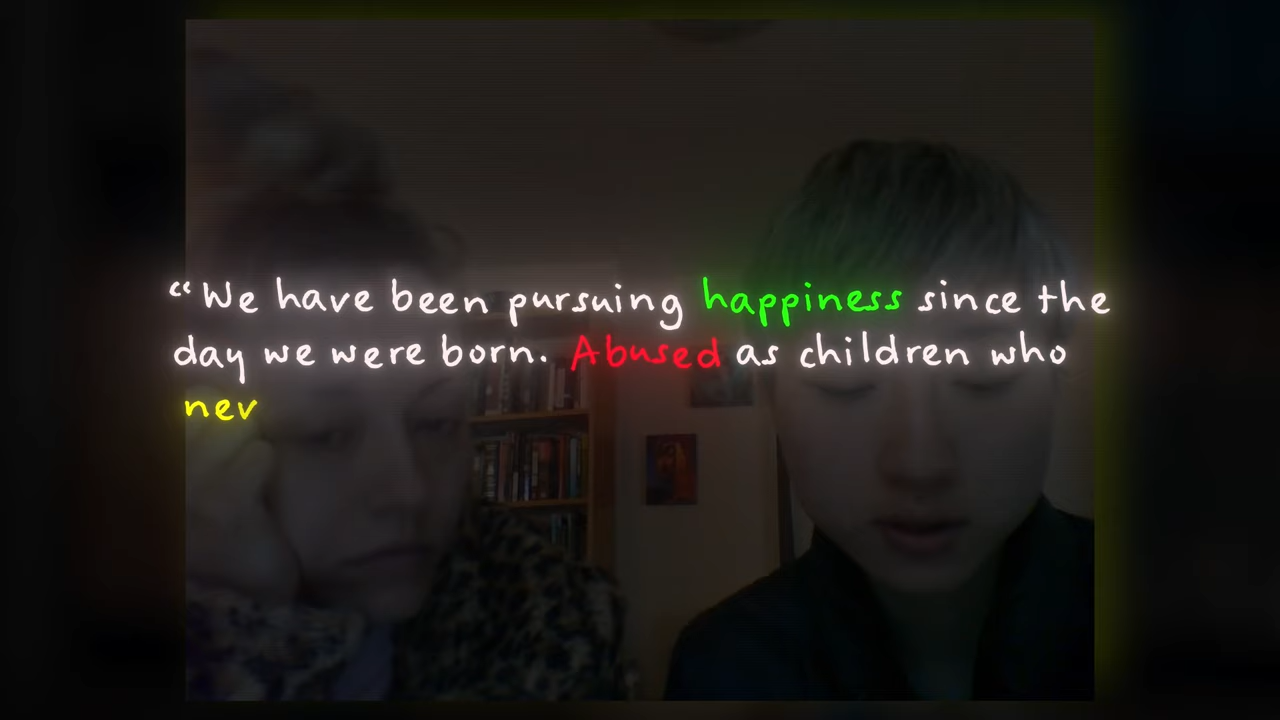 “We have been pursuing happiness since the
day we were born. Abused as children who
nev